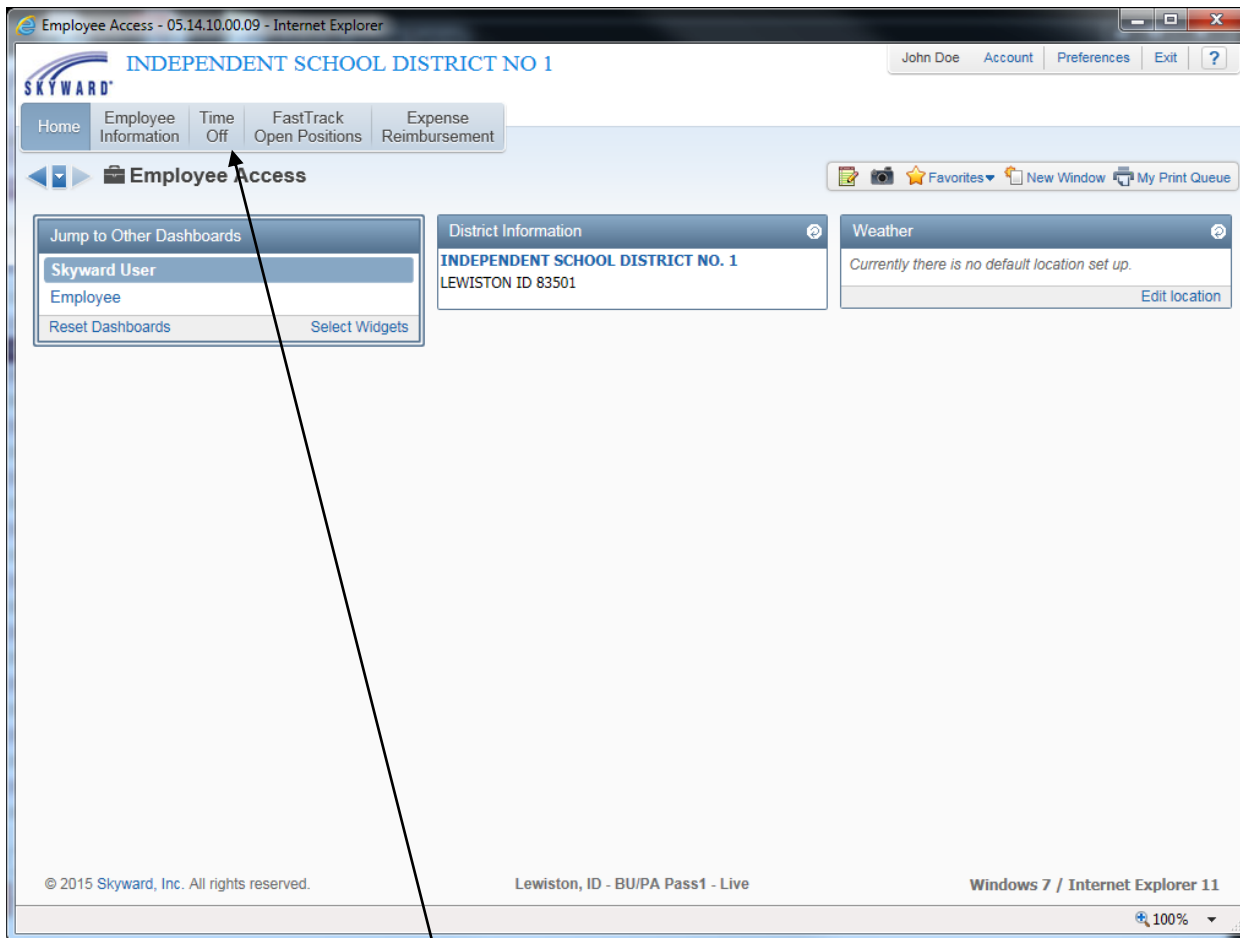 Employee Access - 05.14.10.00.09 - Internet Explorer
SKYWARD
INDEPENDENT SCHOOL DISTRICT NO 1
John Doe Account Preferences Exit ?
Home
Employee Information
Time Off
FastTrack Open Positions
Expense Reimbursement
Employee Access
Favorites New Window My Print Queue
Jump to Other Dashboards
Skyward User
Employee
Reset Dashboards Select Widgets
District Information
INDEPENDENT SCHOOL DISTRICT NO. 1
LEWISTON ID 83501
Weather
Currently there is no default location set up.
Edit location
© 2015 Skyward, Inc. All rights reserved.
Lewiston, ID - BU/PA Pass1 - Live
Windows 7 / Internet Explorer 11
100%